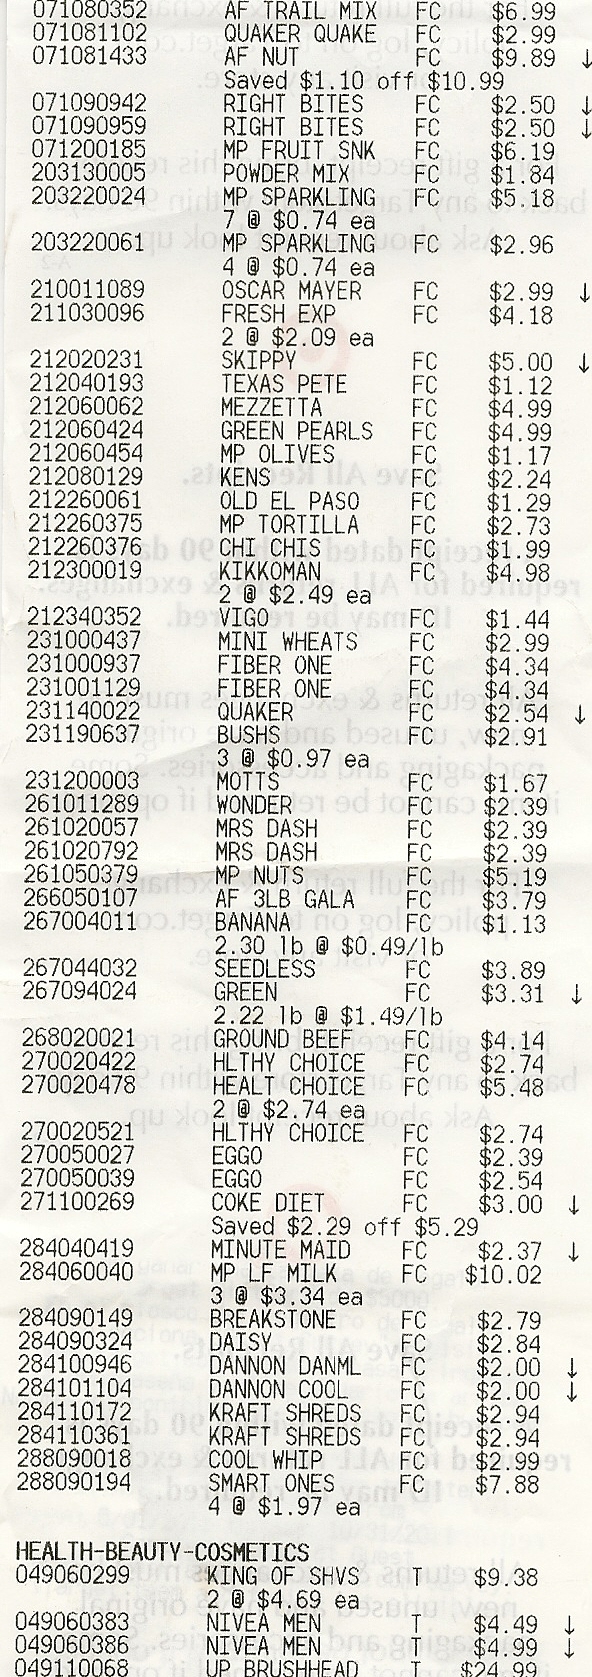 071080352 AF TRAIL MIX FC $6.99
071081102 QUAKER QUAKE FC $2.99
071081433 AF NUT FC $9.89 ↓
Saved $1.10 off $10.99
071090942 RIGHT BITES FC $2.50 ↓
071090959 RIGHT BITES FC $2.50 ↓
071200185 MP FRUIT SNK FC $6.19
203130005 POWDER MIX FC $1.84
203220024 MP SPARKLING FC $5.18
7 @ $0.74 ea
203220061 MP SPARKLING FC $2.96
4 @ $0.74 ea
210011089 OSCAR MAYER FC $2.99 ↓
211030096 FRESH EXP FC $4.18
2 @ $2.09 ea
212020231 SKIPPY FC $5.00 ↓
212040193 TEXAS PETE FC $1.12
212060062 MEZZETTA FC $4.99
212060424 GREEN PEARLS FC $4.99
212060454 MP OLIVES FC $1.17
212080129 KENS FC $2.24
212260061 OLD EL PASO FC $1.29
212260375 MP TORTILLA FC $2.73
212260376 CHI CHIS FC $1.99
212300019 KIKKOMAN FC $4.98
2 @ $2.49 ea
212340352 VIGO FC $1.44
231000437 MINI WHEATS FC $2.99
231000937 FIBER ONE FC $4.34
231001129 FIBER ONE FC $4.34
231140022 QUAKER FC $2.54 ↓
231190637 BUSHS FC $2.91
3 @ $0.97 ea
231200003 MOTTS FC $1.67
261011289 WONDER FC $2.39
261020057 MRS DASH FC $2.39
261020792 MRS DASH FC $2.39
261050379 MP NUTS FC $5.19
266050107 AF 3LB GALA FC $3.79
267004011 BANANA FC $1.13
2.30 lb @ $0.49/lb
267044032 SEEDLESS FC $3.89
267094024 GREEN FC $3.31 ↓
2.22 lb @ $1.49/lb
268020021 GROUND BEEF FC $4.14
270020422 HLTHY CHOICE FC $2.74
270020478 HEALT CHOICE FC $5.48
2 @ $2.74 ea
270020521 HLTHY CHOICE FC $2.74
270050027 EGGO FC $2.39
270050039 EGGO FC $2.54
271100269 COKE DIET FC $3.00 ↓
Saved $2.29 off $5.29
284040419 MINUTE MAID FC $2.37 ↓
284060040 MP LF MILK FC $10.02
3 @ $3.34 ea
284090149 BREAKSTONE FC $2.79
284090324 DAISY FC $2.84
284100946 DANNON DANML FC $2.00 ↓
284101104 DANNON COOL FC $2.00 ↓
284110172 KRAFT SHREDS FC $2.94
284110361 KRAFT SHREDS FC $2.94
288090018 COOL WHIP FC $2.99
288090194 SMART ONES FC $7.88
4 @ $1.97 ea
HEALTH-BEAUTY-COSMETICS
049060299 KING OF SHVS T $9.38
2 @ $4.69 ea
049060383 NIVEA MEN T $4.49 ↓
049060386 NIVEA MEN T $4.99 ↓
049110068 UP BRUSHHEAD T